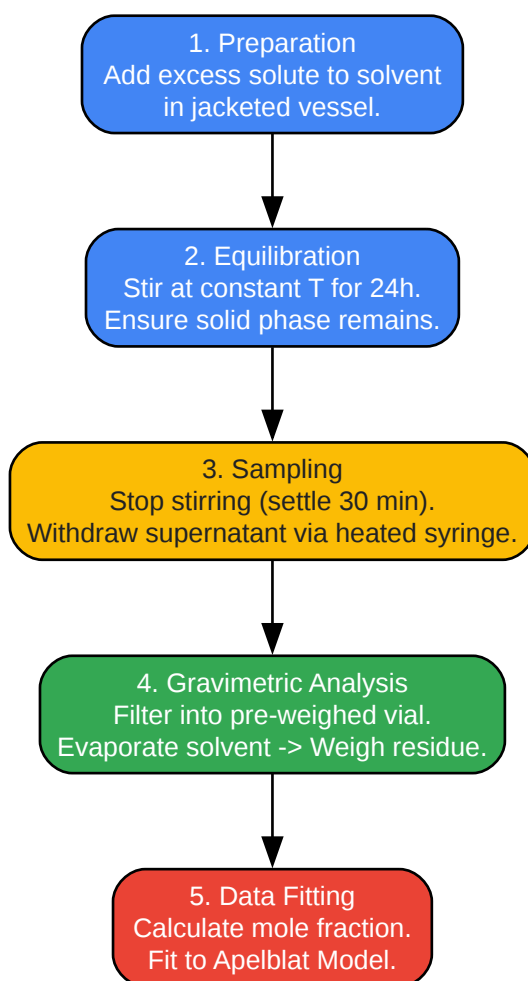 1. Preparation
Add excess solute to solvent
in jacketed vessel.
2. Equilibration
Stir at constant T for 24h.
Ensure solid phase remains.
3. Sampling
Stop stirring (settle 30 min).
Withdraw supernatant via heated syringe.
4. Gravimetric Analysis
Filter into pre-weighed vial.
Evaporate solvent -> Weigh residue.
5. Data Fitting
Calculate mole fraction.
Fit to Apelblat Model.